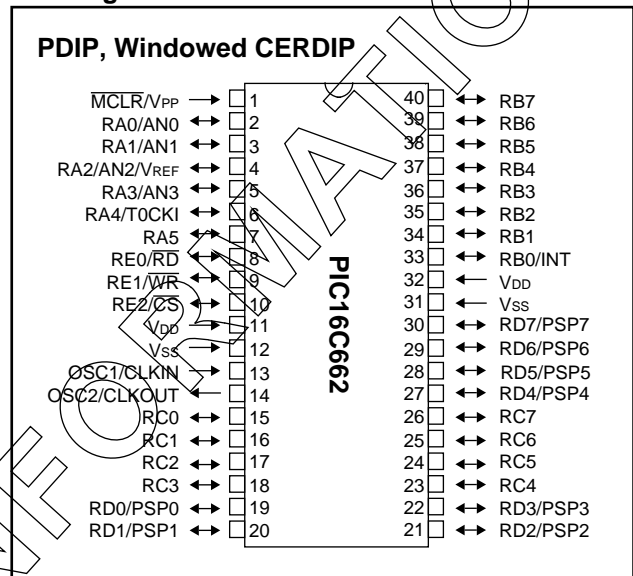 PDIP, Windowed CERDIP
MCLR/VPP 1 40 RB7
RA0/AN0 2 39 RB6
RA1/AN1 3 38 RB5
RA2/AN2/VREF 4 37 RB4
RA3/AN3 5 36 RB3
RA4/T0CKI 6 35 RB2
RA5 7 34 RB1
RE0/RD 8 33 RB0/INT
RE1/WR 9 32 VDD
RE2/CS 10 31 VSS
VDD 11 30 RD7/PSP7
VSS 12 29 RD6/PSP6
OSC1/CLKIN 13 28 RD5/PSP5
OSC2/CLKOUT 14 27 RD4/PSP4
RC0 15 26 RC7
RC1 16 25 RC6
RC2 17 24 RC5
RC3 18 23 RC4
RD0/PSP0 19 22 RD3/PSP3
RD1/PSP1 20 21 RD2/PSP2
PIC16C662
NFORMATIO